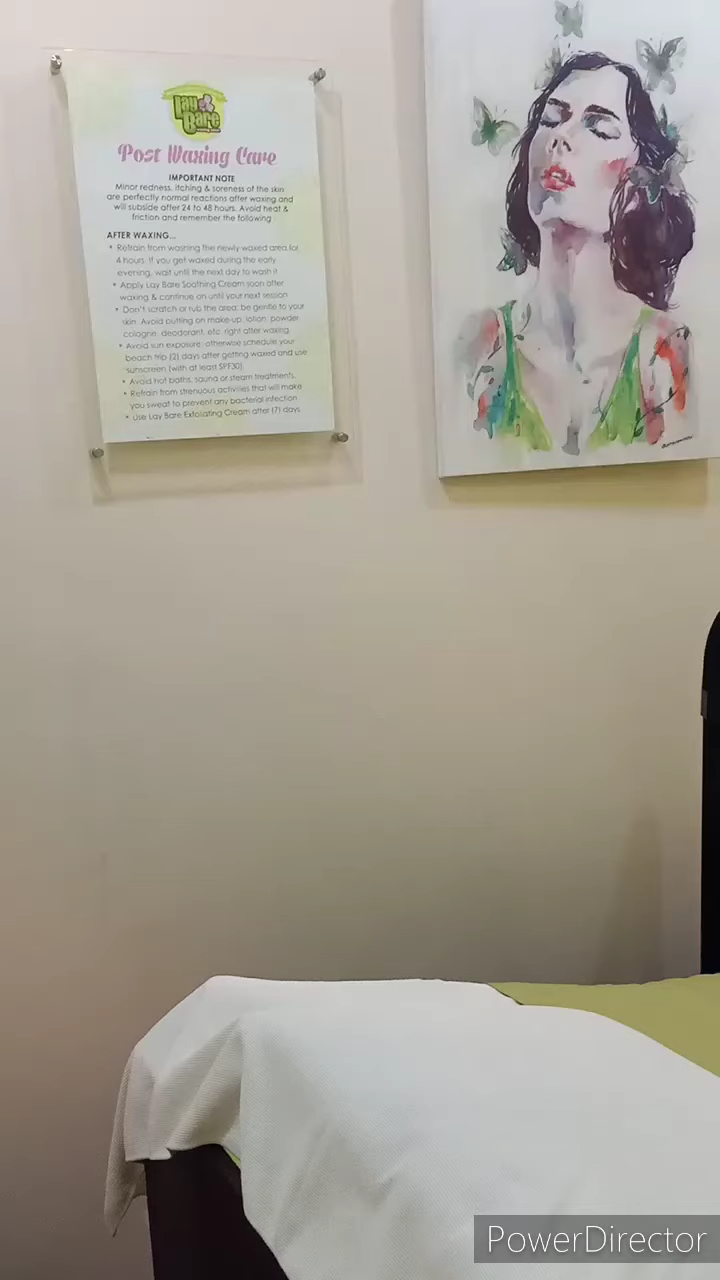 Lay Bare
Post Waxing Care
IMPORTANT NOTE
Minor redness, itching & soreness of the skin
are perfectly normal reactions after waxing and
will subside after 24 to 48 hours. Avoid heat &
friction and remember the following
AFTER WAXING...
• Refrain from washing the newly waxed area for
4 hours. If you get waxed during the early
evening, wait until the next day to wash it
• Apply Lay Bare Soothing Cream soon after
waxing & continue on until your next session
• Don't scratch or rub the area; be gentle to your
skin. Avoid putting on make-up, lotion, powder
cologne, deodorant, etc. right after waxing
• Avoid sun exposure, otherwise schedule your
beach trip (2) days after getting waxed and use
sunscreen (with at least SPF30)
• Avoid hot baths, sauna or steam treatments.
• Refrain from strenuous activities that will make
you sweat to prevent any bacterial infection
• Use Lay Bare Exfoliating Cream after (7) days
PowerDirector